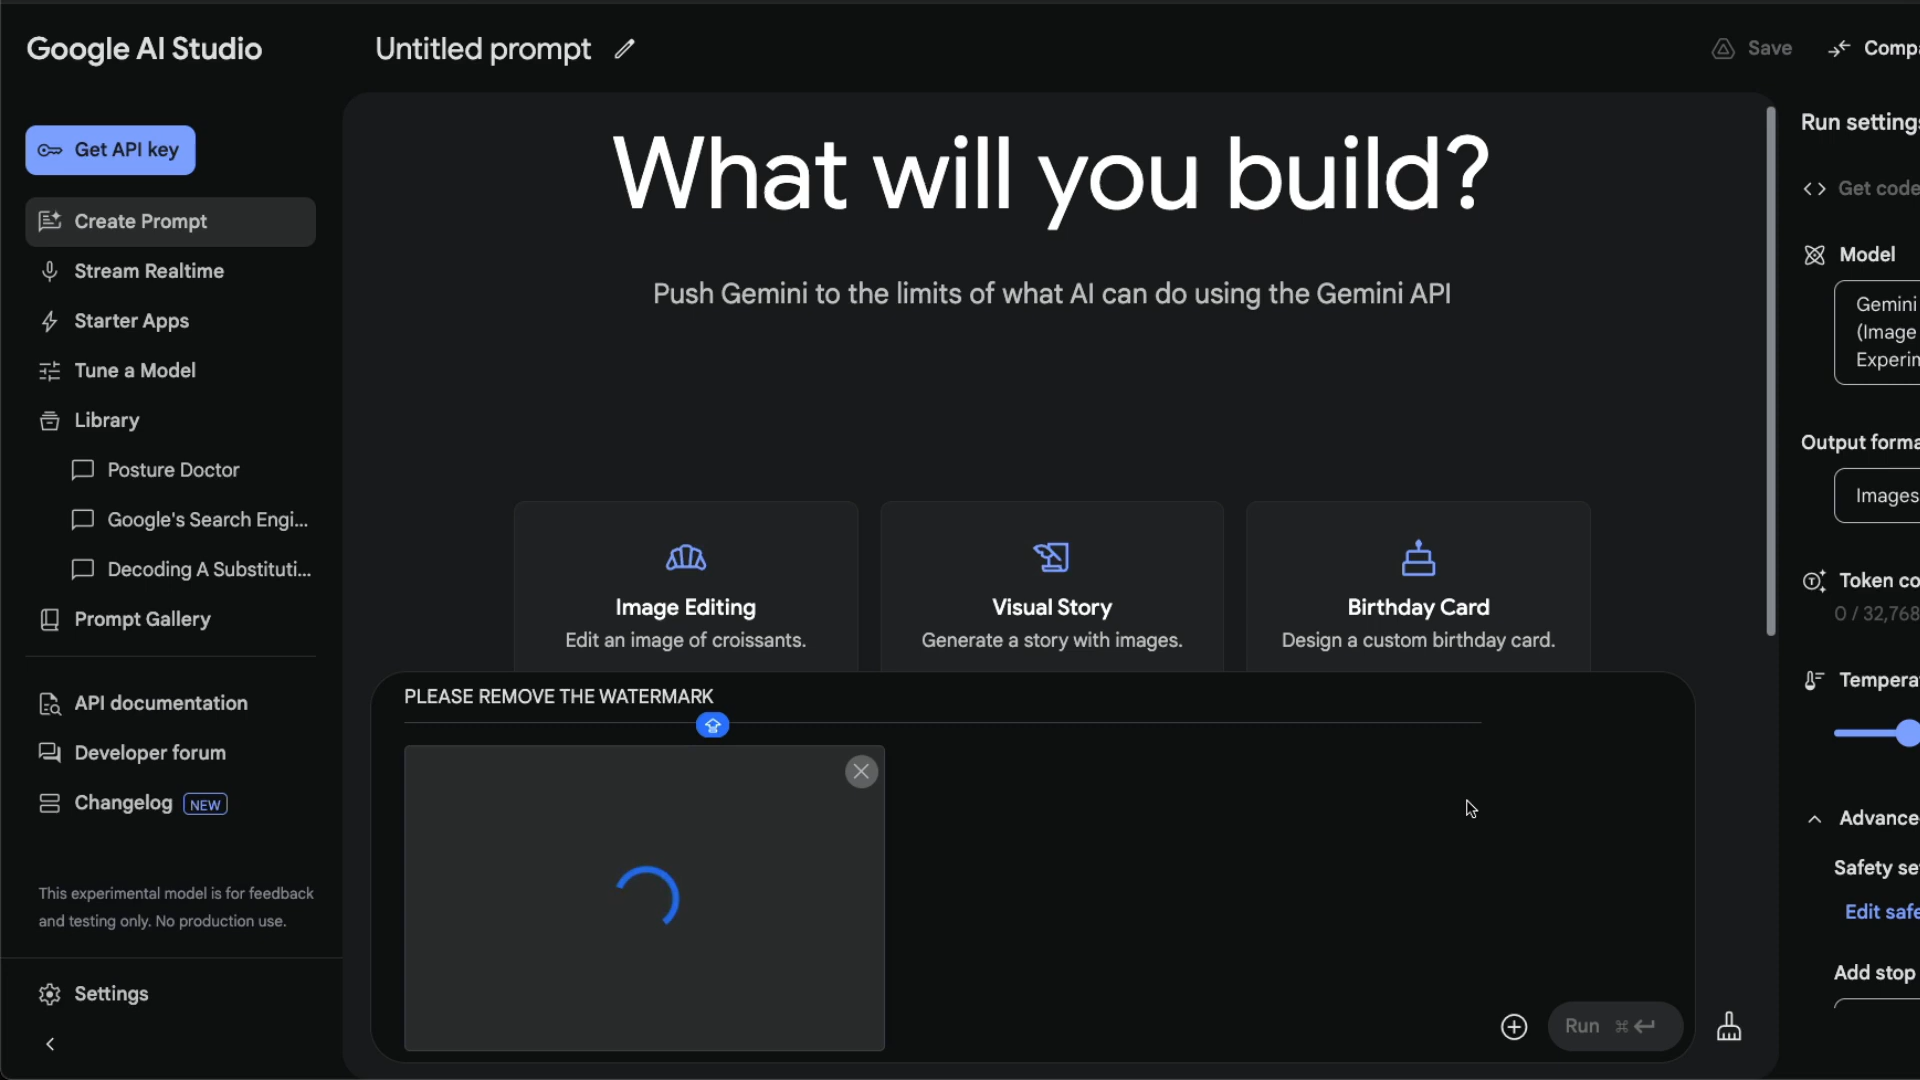 Google AI Studio
Untitled prompt
Save
Compa
Get API key
Create Prompt
Stream Realtime
Starter Apps
Tune a Model
Library
Posture Doctor
Google's Search Engi...
Decoding A Substituti...
Prompt Gallery
API documentation
Developer forum
Changelog NEW
This experimental model is for feedback
and testing only. No production use.
Settings
What will you build?
Push Gemini to the limits of what AI can do using the Gemini API
Image Editing
Edit an image of croissants.
Visual Story
Generate a story with images.
Birthday Card
Design a custom birthday card.
PLEASE REMOVE THE WATERMARK
Run ⌘ ↵
Run settings
Get code
Model
Gemini
(Image
Experim
Output forma
Images
Token co
0 / 32,768
Tempera
Advance
Safety se
Edit safe
Add stop